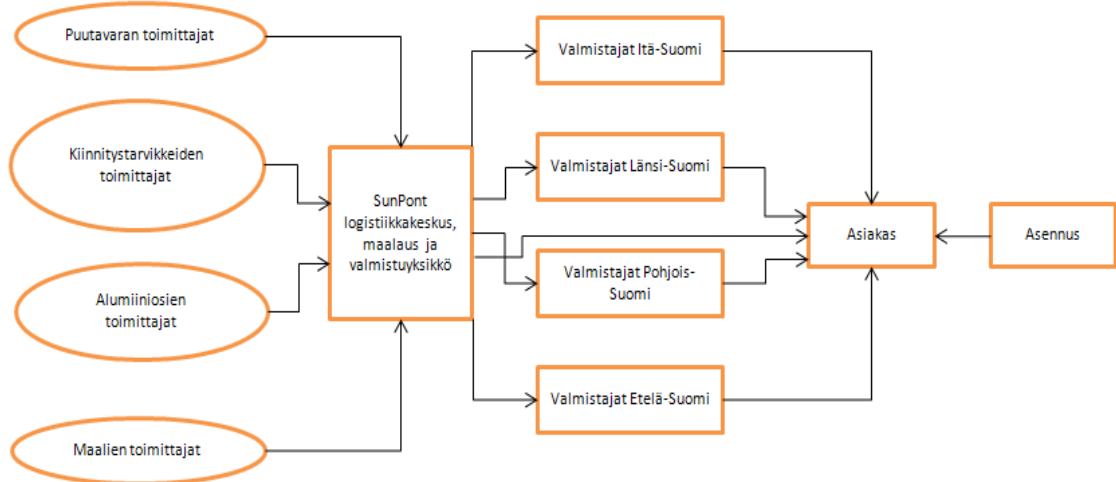 Puutavaran toimittajat
Kiinnitystarvikkeiden
toimittajat
Alumiiniosien
toimittajat
Maalien toimittajat
SunPont
logistiikkakeskus,
maalaus ja
valmistuyksikkö
Valmistajat Itä-Suomi
Valmistajat Länsi-Suomi
Valmistajat Pohjois-
Suomi
Valmistajat Etelä-Suomi
Asiakas
Asennus